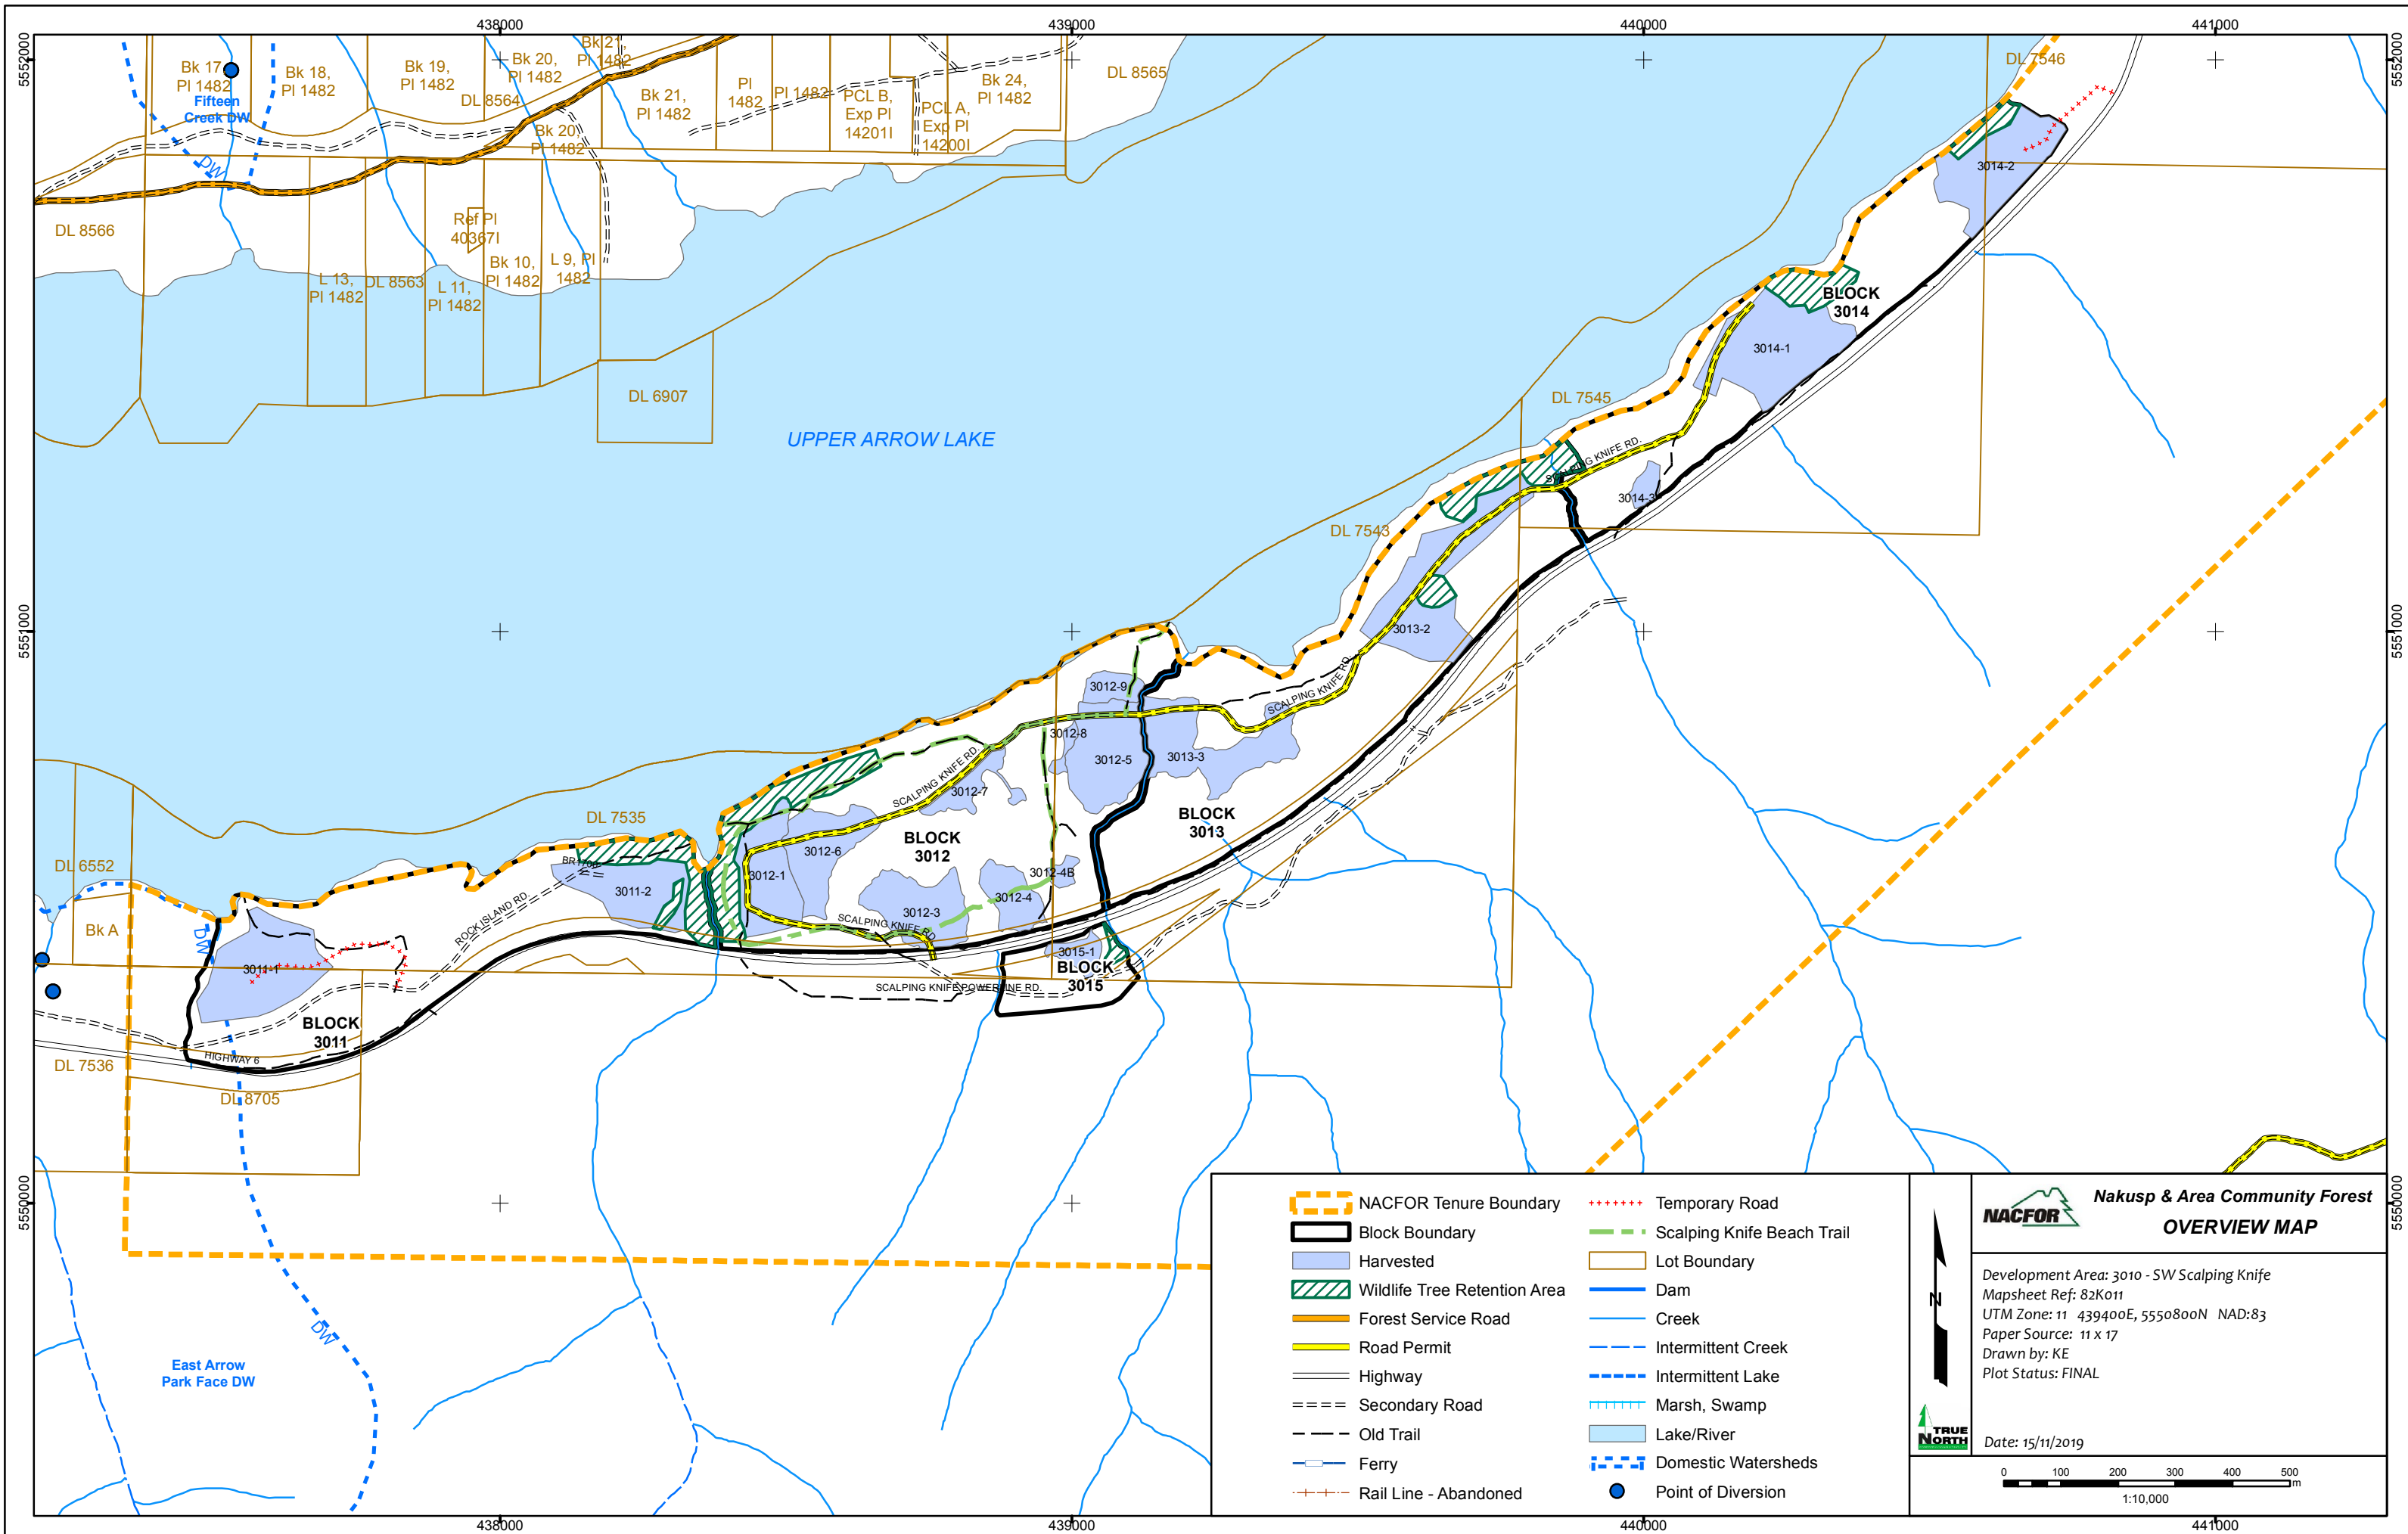 438000
439000
440000
441000
5552000
5552000
Bk 17,
Pl 1482
Fifteen
Creek DW
DW
Bk 18,
Pl 1482
Bk 19,
Pl 1482
DL 8564
Bk 20,
Pl 1482
Bk 21,
Pl 1482
Bk 20,
Pl 1482
Bk 21,
Pl 1482
Pl
1482
Pl 1482
PCL B,
Exp Pl
14201I
PCL A,
Exp Pl
14200I
Bk 24,
Pl 1482
DL 8565
DL 7546
3014-2
DL 8566
Ref Pl
40367I
L 13,
Pl 1482
DL 8563
L 11,
Pl 1482
Bk 10,
Pl 1482
L 9, Pl
1482
DL 6907
UPPER ARROW LAKE
BLOCK
3014
3014-1
DL 7545
SCALPING KNIFE RD.
3014-3
DL 7543
5551000
5551000
3013-2
SCALPING KNIFE RD.
3012-9
3012-8
3012-5
3013-3
SCALPING KNIFE RD.
3012-7
BLOCK
3013
DL 7535
BLOCK
3012
3012-6
3012-1
3012-4B
3012-4
3012-3
SCALPING KNIFE RD.
3011-2
ROCK ISLAND RD.
DL 6552
Bk A
DW
3011-1
3015-1
BLOCK
3015
SCALPING KNIFE POWERLINE RD.
BLOCK
3011
HIGHWAY 6
DL 7536
DL 8705
5550000
5550000
DW
East Arrow
Park Face DW
NACFOR Tenure Boundary
Block Boundary
Harvested
Wildlife Tree Retention Area
Forest Service Road
Road Permit
Highway
Secondary Road
Old Trail
Ferry
Rail Line - Abandoned
Temporary Road
Scalping Knife Beach Trail
Lot Boundary
Dam
Creek
Intermittent Creek
Intermittent Lake
Marsh, Swamp
Lake/River
Domestic Watersheds
Point of Diversion
N
TRUE
NORTH
NACFOR
Nakusp & Area Community Forest
OVERVIEW MAP
Development Area: 3010 - SW Scalping Knife
Mapsheet Ref: 82K011
UTM Zone: 11 439400E, 5550800N NAD:83
Paper Source: 11 x 17
Drawn by: KE
Plot Status: FINAL
Date: 15/11/2019
0 100 200 300 400 500
m
1:10,000
438000
439000
440000
441000